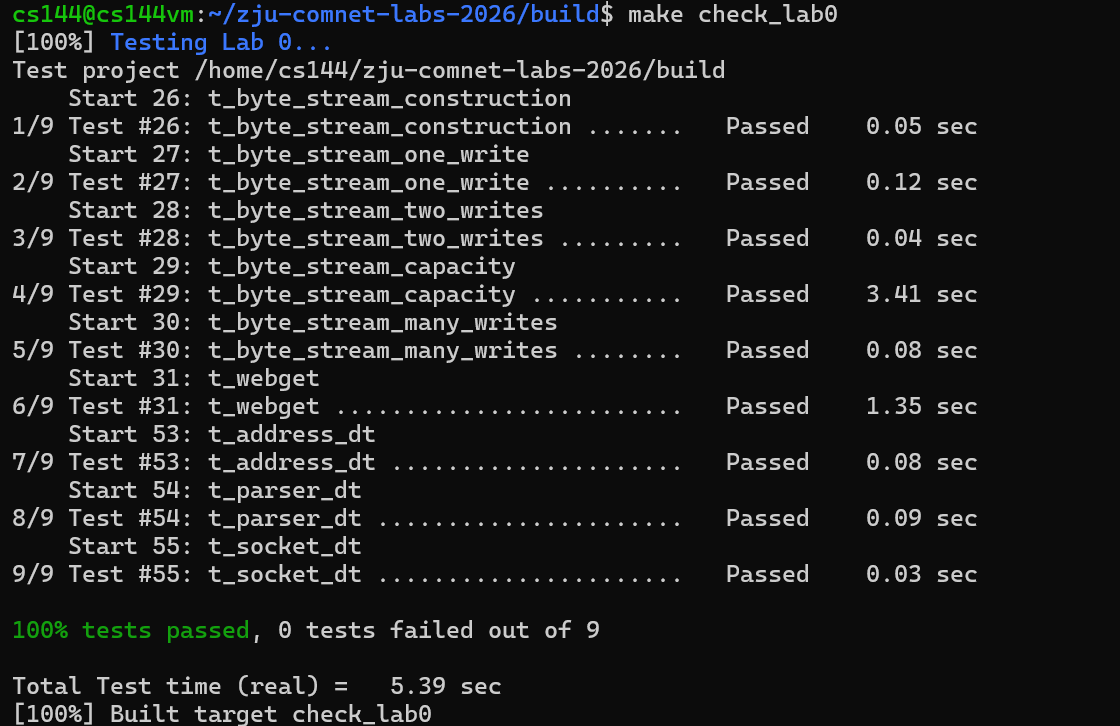 cs144@cs144vm:~/zju-comnet-labs-2026/build$ make check_lab0
[100%] Testing Lab 0...
Test project /home/cs144/zju-comnet-labs-2026/build
    Start 26: t_byte_stream_construction
1/9 Test #26: t_byte_stream_construction .......   Passed    0.05 sec
    Start 27: t_byte_stream_one_write
2/9 Test #27: t_byte_stream_one_write ..........   Passed    0.12 sec
    Start 28: t_byte_stream_two_writes
3/9 Test #28: t_byte_stream_two_writes .........   Passed    0.04 sec
    Start 29: t_byte_stream_capacity
4/9 Test #29: t_byte_stream_capacity ...........   Passed    3.41 sec
    Start 30: t_byte_stream_many_writes
5/9 Test #30: t_byte_stream_many_writes ........   Passed    0.08 sec
    Start 31: t_webget
6/9 Test #31: t_webget .........................   Passed    1.35 sec
    Start 53: t_address_dt
7/9 Test #53: t_address_dt .....................   Passed    0.08 sec
    Start 54: t_parser_dt
8/9 Test #54: t_parser_dt ......................   Passed    0.09 sec
    Start 55: t_socket_dt
9/9 Test #55: t_socket_dt ......................   Passed    0.03 sec

100% tests passed, 0 tests failed out of 9

Total Test time (real) =   5.39 sec
[100%] Built target check_lab0